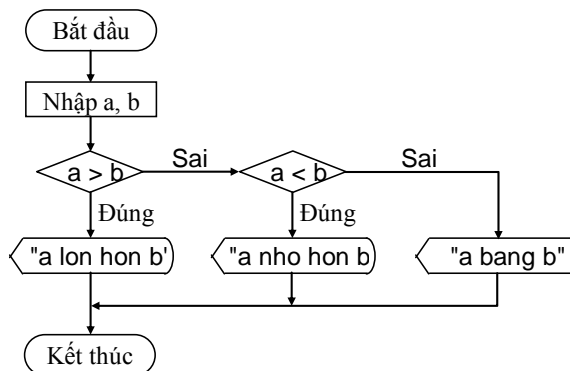 Bắt đầu
Nhập a, b
a > b
Sai
a < b
Sai
Đúng
Đúng
"a lon hon b'
"a nho hon b
"a bang b"
Kết thúc